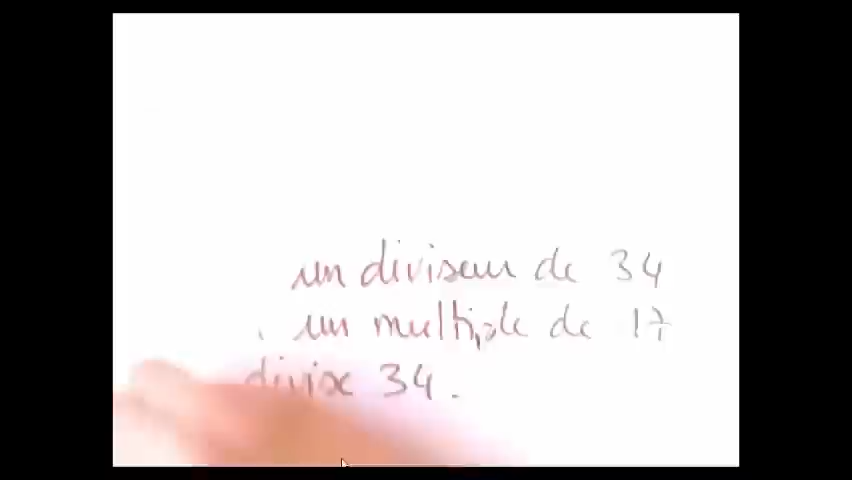 un diviseur de 34
. un multiple de 17
divise 34.